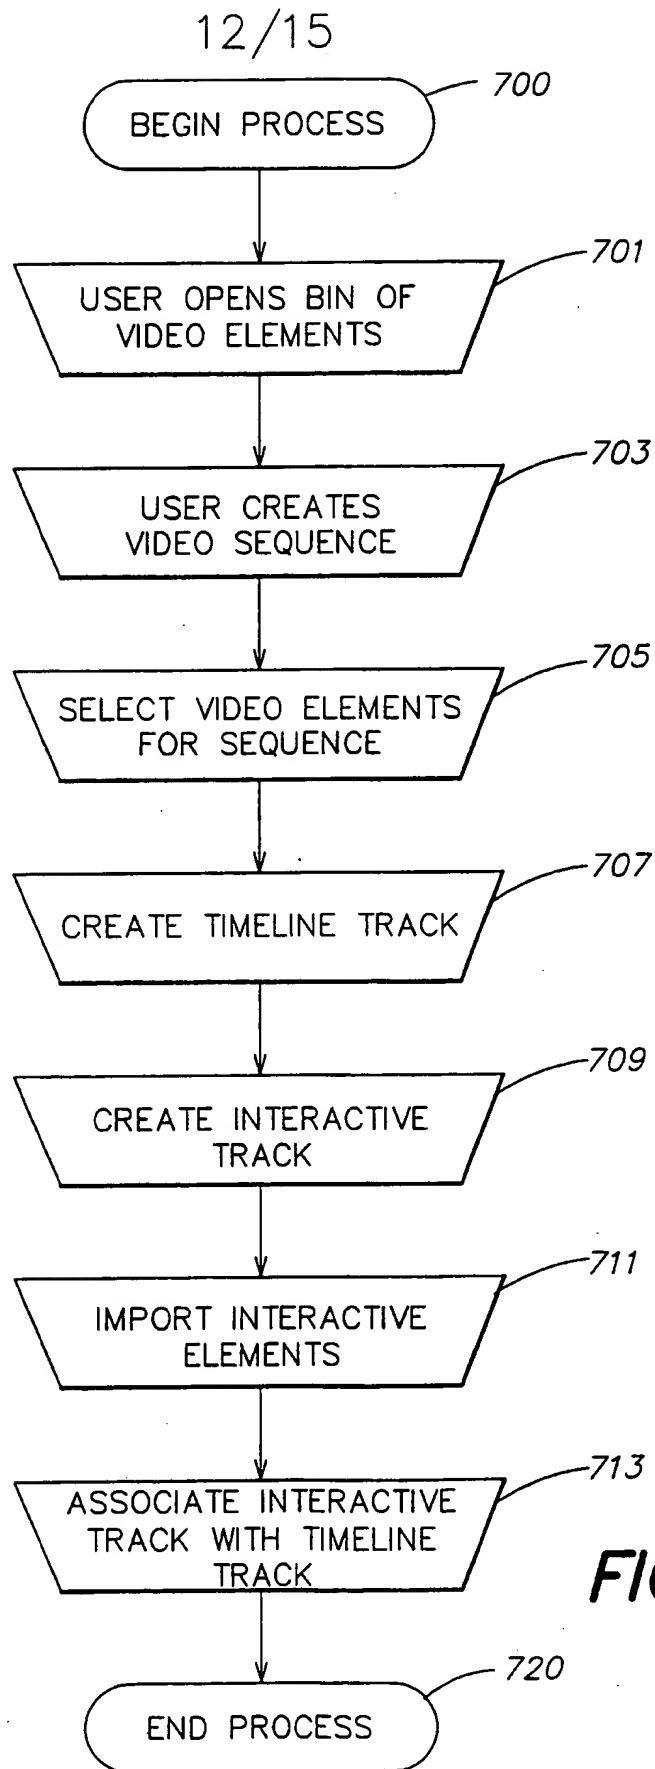 12/15
BEGIN PROCESS
700
USER OPENS BIN OF
VIDEO ELEMENTS
701
USER CREATES
VIDEO SEQUENCE
703
SELECT VIDEO ELEMENTS
FOR SEQUENCE
705
CREATE TIMELINE TRACK
707
CREATE INTERACTIVE
TRACK
709
IMPORT INTERACTIVE
ELEMENTS
711
ASSOCIATE INTERACTIVE
TRACK WITH TIMELINE
TRACK
713
END PROCESS
720